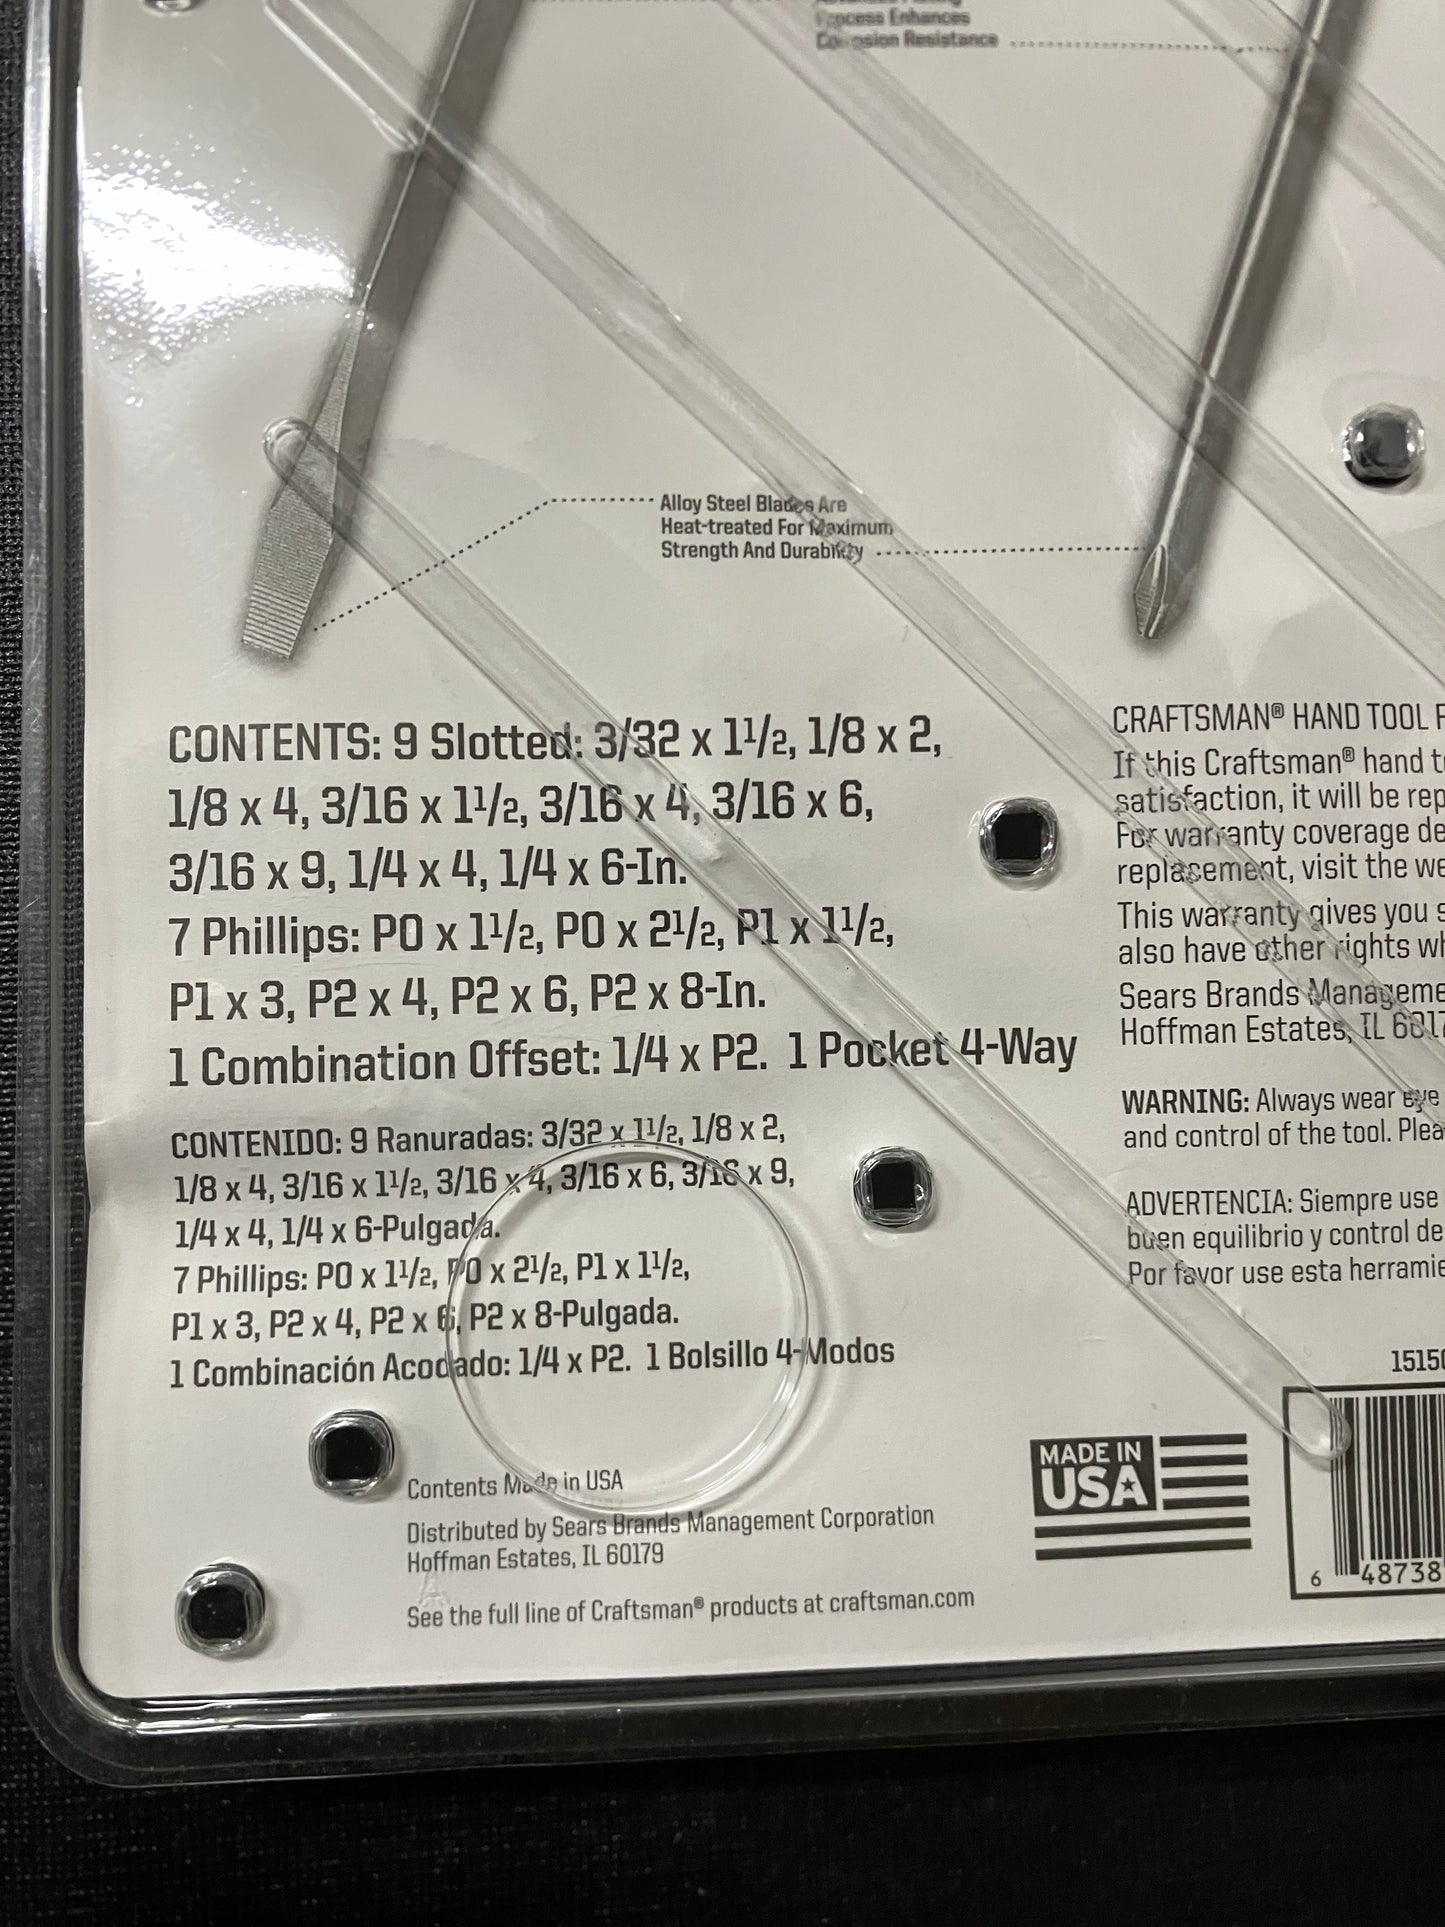 Process Enhances
Corrosion Resistance
Alloy Steel Blades Are
Heat-treated For Maximum
Strength And Durability
CONTENTS: 9 Slotted: 3/32 x 1 1/2, 1/8 x 2,
1/8 x 4, 3/16 x 1 1/2, 3/16 x 4, 3/16 x 6,
3/16 x 9, 1/4 x 4, 1/4 x 6-In.
7 Phillips: P0 x 1 1/2, P0 x 2 1/2, P1 x 1 1/2,
P1 x 3, P2 x 4, P2 x 6, P2 x 8-In.
1 Combination Offset: 1/4 x P2. 1 Pocket 4-Way
CONTENIDO: 9 Ranuradas: 3/32 x 1 1/2, 1/8 x 2,
1/8 x 4, 3/16 x 1 1/2, 3/16 x 4, 3/16 x 6, 3/16 x 9,
1/4 x 4, 1/4 x 6-Pulgada.
7 Phillips: P0 x 1 1/2, P0 x 2 1/2, P1 x 1 1/2,
P1 x 3, P2 x 4, P2 x 6, P2 x 8-Pulgada.
1 Combinación Acodado: 1/4 x P2. 1 Bolsillo 4-Modos
Contents Made in USA
Distributed by Sears Brands Management Corporation
Hoffman Estates, IL 60179
See the full line of Craftsman® products at craftsman.com
CRAFTSMAN® HAND TOOL
If this Craftsman® hand
satisfaction, it will be
For warranty coverage
replacement, visit the
This warranty gives you
also have other rights
Sears Brands
Hoffman Estates, IL
WARNING: Always wear eye
and control of the tool.
ADVERTENCIA: Siempre use
buen equilibrio y control de
Por favor use esta
MADE IN
USA
1515
6 48738